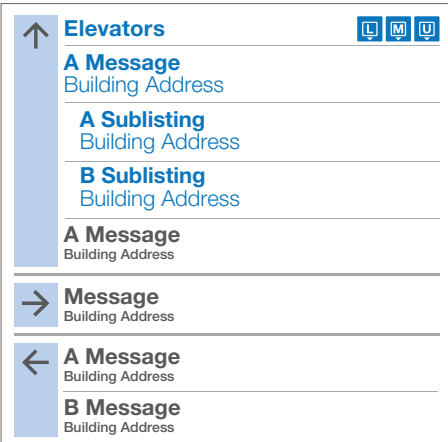 Elevators L M U
A Message
Building Address
A Sublisting
Building Address
B Sublisting
Building Address
A Message
Building Address
Message
Building Address
A Message
Building Address
B Message
Building Address